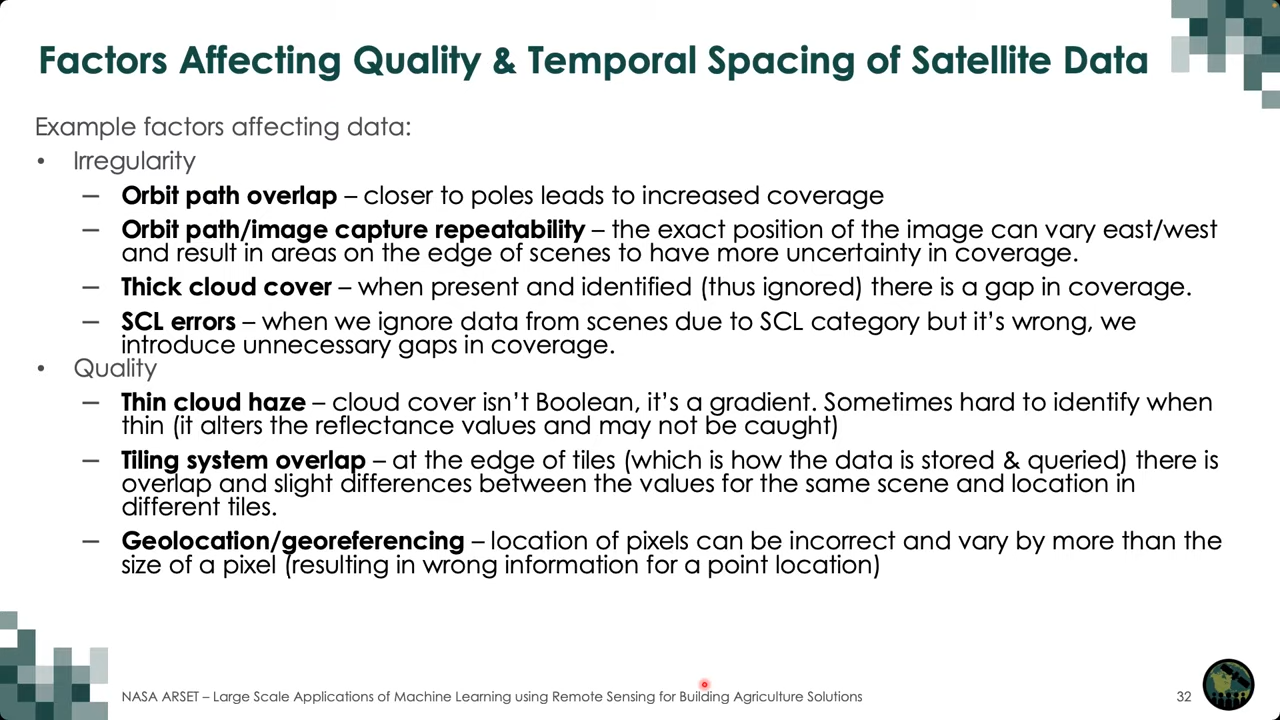 Factors Affecting Quality & Temporal Spacing of Satellite Data
Example factors affecting data:
• Irregularity
– Orbit path overlap – closer to poles leads to increased coverage
– Orbit path/image capture repeatability – the exact position of the image can vary east/west
and result in areas on the edge of scenes to have more uncertainty in coverage.
– Thick cloud cover – when present and identified (thus ignored) there is a gap in coverage.
– SCL errors – when we ignore data from scenes due to SCL category but it’s wrong, we
introduce unnecessary gaps in coverage.
• Quality
– Thin cloud haze – cloud cover isn’t Boolean, it’s a gradient. Sometimes hard to identify when
thin (it alters the reflectance values and may not be caught)
– Tiling system overlap – at the edge of tiles (which is how the data is stored & queried) there is
overlap and slight differences between the values for the same scene and location in
different tiles.
– Geolocation/georeferencing – location of pixels can be incorrect and vary by more than the
size of a pixel (resulting in wrong information for a point location)
NASA ARSET – Large Scale Applications of Machine Learning using Remote Sensing for Building Agriculture Solutions
32